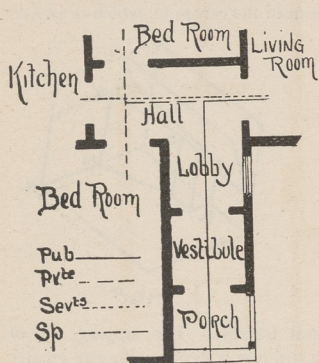 Bed Room
Living Room
Kitchen
Hall
Lobby
Bed Room
Vestibule
Porch
Pub
Prte
Sevts
Sp